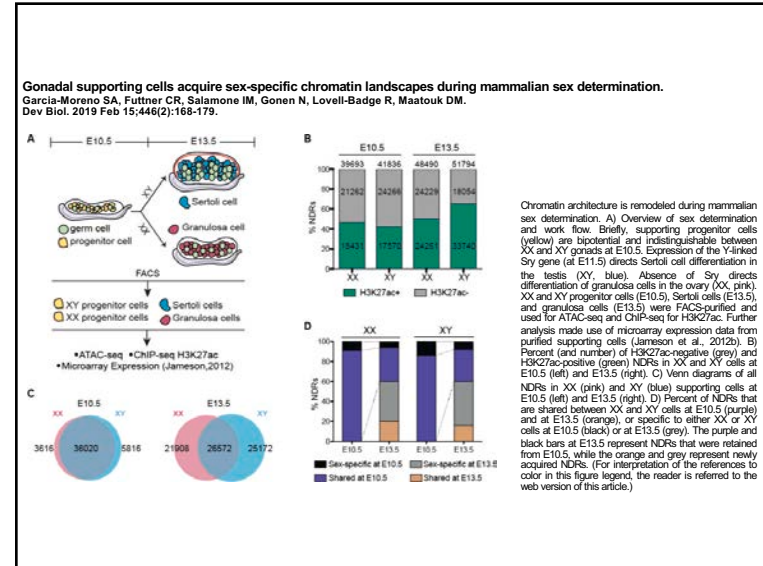 Gonadal supporting cells acquire sex-specific chromatin landscapes during mammalian sex determination.
Garcia-Moreno SA, Futtner CR, Salamone IM, Gonen N, Lovell-Badge R, Maatouk DM.
Dev Biol. 2019 Feb 15;446(2):168-179.
A
E10.5
E13.5
XY
XX
Sertoli cell
germ cell
progenitor cell
Granulosa cell
FACS
XY progenitor cells
Sertoli cells
XX progenitor cells
Granulosa cells
•ATAC-seq •ChIP-seq H3K27ac
•Microarray Expression (Jameson,2012)
B
E10.5
E13.5
39693 41836 48490 51794
100
80
60
40
20
0
% NDRs
21262 24266 24229 18054
18431 17570 24261 33740
XX XY XX XY
H3K27ac+ H3K27ac-
C
E10.5
XX XY
3616 36020 5816
E13.5
XX XY
21908 26572 25172
D
XX XY
100
80
60
40
20
0
% NDRs
E10.5 E13.5 E10.5 E13.5
Sex-specific at E10.5 Sex-specific at E13.5
Shared at E10.5 Shared at E13.5
Chromatin architecture is remodeled during mammalian
sex determination. A) Overview of sex determination
and work flow. Briefly, supporting progenitor cells
(yellow) are bipotential and indistinguishable between
XX and XY gonads at E10.5. Expression of the Y-linked
Sry gene (at E11.5) directs Sertoli cell differentiation in
the testis (XY, blue). Absence of Sry directs
differentiation of granulosa cells in the ovary (XX, pink).
XX and XY progenitor cells (E10.5), Sertoli cells (E13.5),
and granulosa cells (E13.5) were FACS-purified and
used for ATAC-seq and ChIP-seq for H3K27ac. Further
analysis made use of microarray expression data from
purified supporting cells (Jameson et al., 2012b). B)
Percent (and number) of H3K27ac-negative (grey) and
H3K27ac-positive (green) NDRs in XX and XY cells at
E10.5 (left) and E13.5 (right). C) Venn diagrams of all
NDRs in XX (pink) and XY (blue) supporting cells at
E10.5 (left) and E13.5 (right). D) Percent of NDRs that
are shared between XX and XY cells at E10.5 (purple)
and at E13.5 (orange), or specific to either XX or XY
cells at E10.5 (black) or at E13.5 (grey). The purple and
black bars at E13.5 represent NDRs that were retained
from E10.5, while the orange and grey represent newly
acquired NDRs. (For interpretation of the references to
color in this figure legend, the reader is referred to the
web version of this article.)